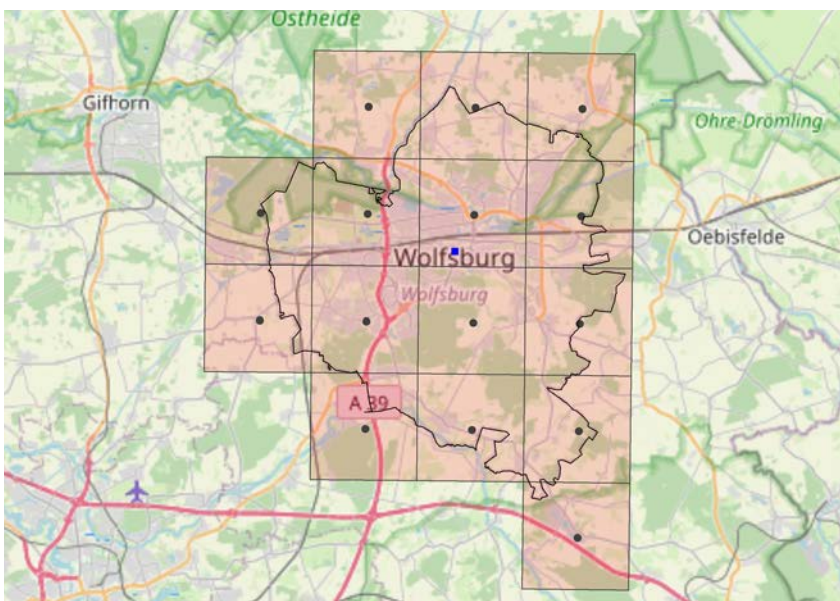 Ostheide
Gifhorn
Ohre-Drömling
Oebisfelde
Wolfsburg
Wolfsburg
A 39